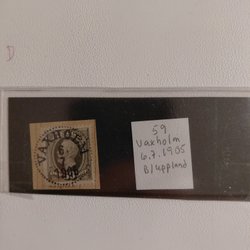 D
VAXHOLM
59
Vaxholm
6.7.1905
B/uppland